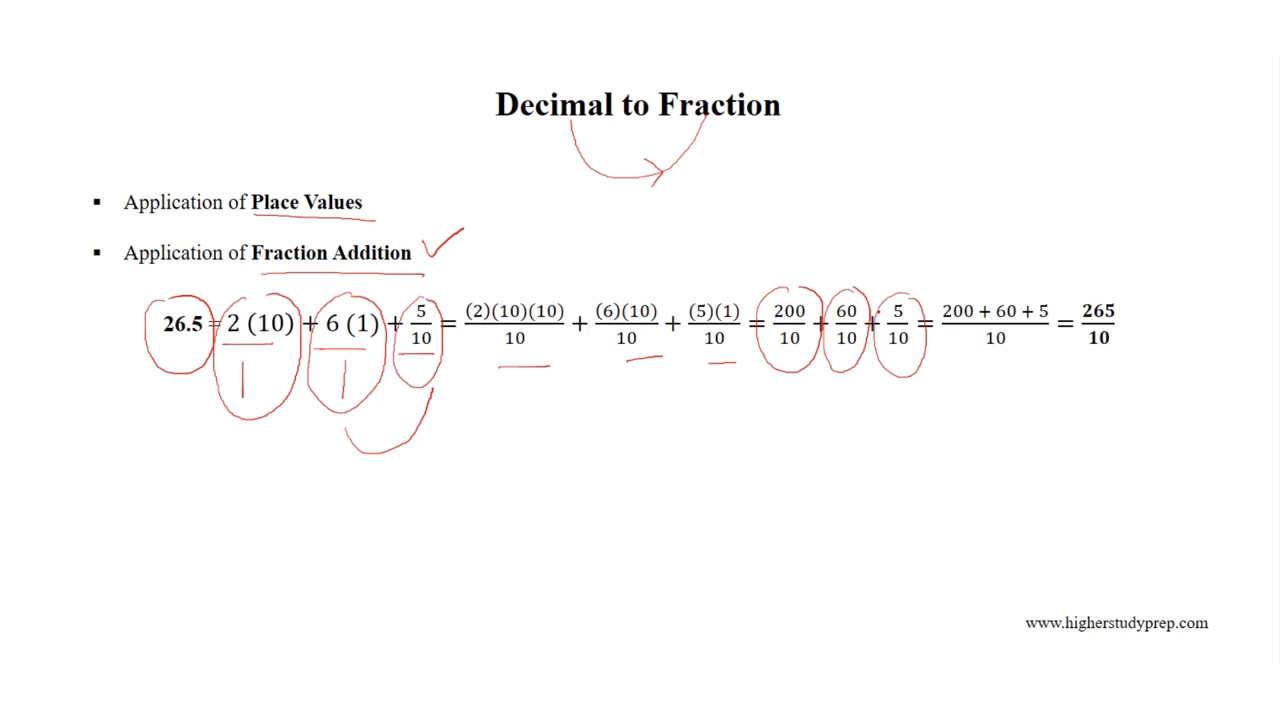 Decimal to Fraction
▪ Application of Place Values
▪ Application of Fraction Addition
26.5 = 2 (10) + 6 (1) + 5/10 = (2)(10)(10)/10 + (6)(10)/10 + (5)(1)/10 = 200/10 + 60/10 + 5/10 = 200 + 60 + 5/10 = 265/10
www.higherstudyprep.com